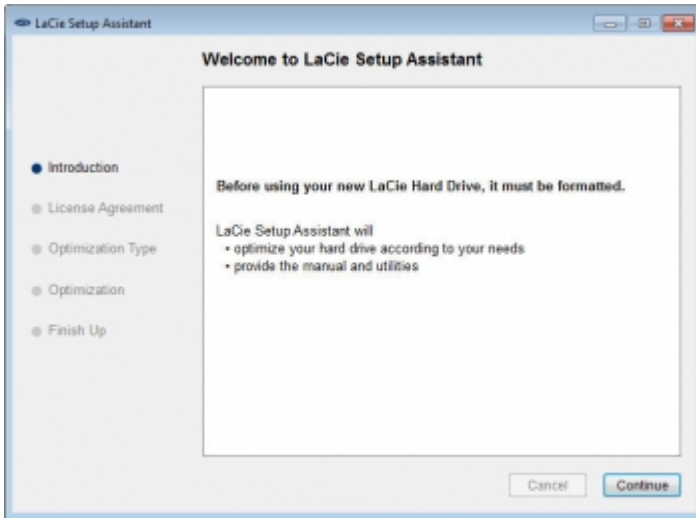 LaCie Setup Assistant
Welcome to LaCie Setup Assistant
Introduction
License Agreement
Optimization Type
Optimization
Finish Up
Before using your new LaCie Hard Drive, it must be formatted.
LaCie Setup Assistant will
• optimize your hard drive according to your needs
• provide the manual and utilities
Cancel
Continue